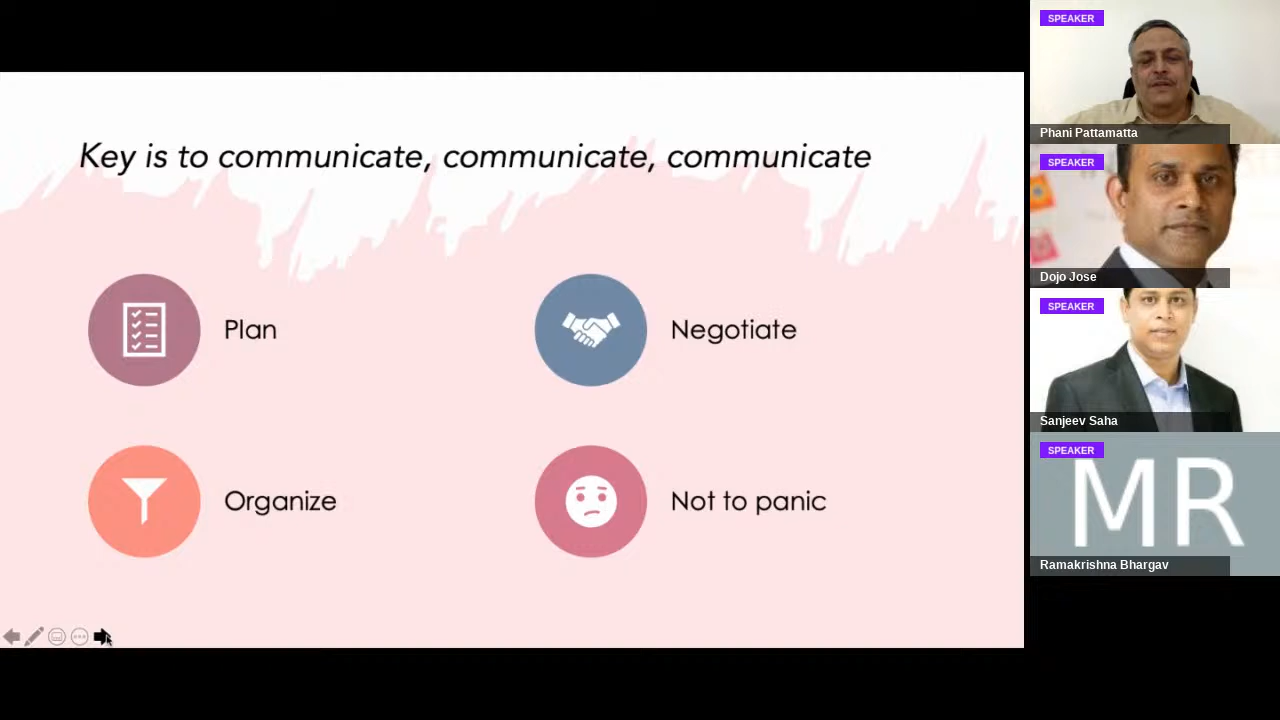 Key is to communicate, communicate, communicate
Plan
Negotiate
Organize
Not to panic
SPEAKER
Phani Pattamatta
SPEAKER
Dojo Jose
SPEAKER
Sanjeev Saha
SPEAKER
MR
Ramakrishna Bhargav